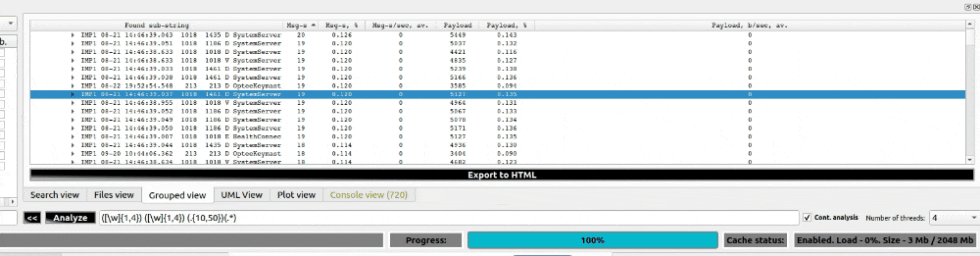 Found sub-string Msg-s Msg-s, % Msg-s/sec, av. Payload Payload, % Payload, b/sec, av.
IMP1 08-21 14:46:39.043 1018 1435 D SystemServer 20 0.126 0 5449 0.143 0
IMP1 08-21 14:46:39.051 1018 1186 D SystemServer 19 0.120 0 5037 0.132 0
IMP1 08-21 14:46:38.633 1018 1018 D SystemServer 19 0.120 0 4421 0.116 0
IMP1 08-21 14:46:38.633 1018 1018 V SystemServer 19 0.120 0 4835 0.127 0
IMP1 08-21 14:46:39.033 1018 1461 D SystemServer 19 0.120 0 5239 0.138 0
IMP1 08-21 14:46:39.038 1018 1461 D SystemServer 19 0.120 0 5166 0.136 0
IMP1 08-22 19:52:54.548 213 213 D OpteeKeymast 19 0.120 0 3585 0.094 0
IMP1 08-21 14:46:39.037 1018 1461 D SystemServer 19 0.120 0 5123 0.135 0
IMP1 08-21 14:46:38.955 1018 1018 V SystemServer 19 0.120 0 4964 0.131 0
IMP1 08-21 14:46:39.052 1018 1186 D SystemServer 19 0.120 0 5067 0.133 0
IMP1 08-21 14:46:39.049 1018 1186 D SystemServer 19 0.120 0 5078 0.134 0
IMP1 08-21 14:46:39.050 1018 1186 D SystemServer 19 0.120 0 5171 0.136 0
IMP1 08-21 14:46:39.007 1018 1018 E HealthConnec 19 0.120 0 5127 0.135 0
IMP1 08-21 14:46:39.044 1018 1435 D SystemServer 18 0.114 0 4936 0.130 0
IMP1 09-20 10:44:06.362 213 213 D OpteeKeymast 18 0.114 0 3404 0.090 0
IMP1 08-21 14:46:38.634 1018 1018 V SystemServer 18 0.114 0 4682 0.123 0
Export to HTML
Search view Files view Grouped view UML View Plot view Console view (720)
<< Analyze ([\w]{1,4}) ([\w]{1,4}) (.{10,50})(.*) Cont. analysis Number of threads: 4
Progress: 100% Cache status: Enabled. Load - 0%. Size - 3 Mb / 2048 Mb